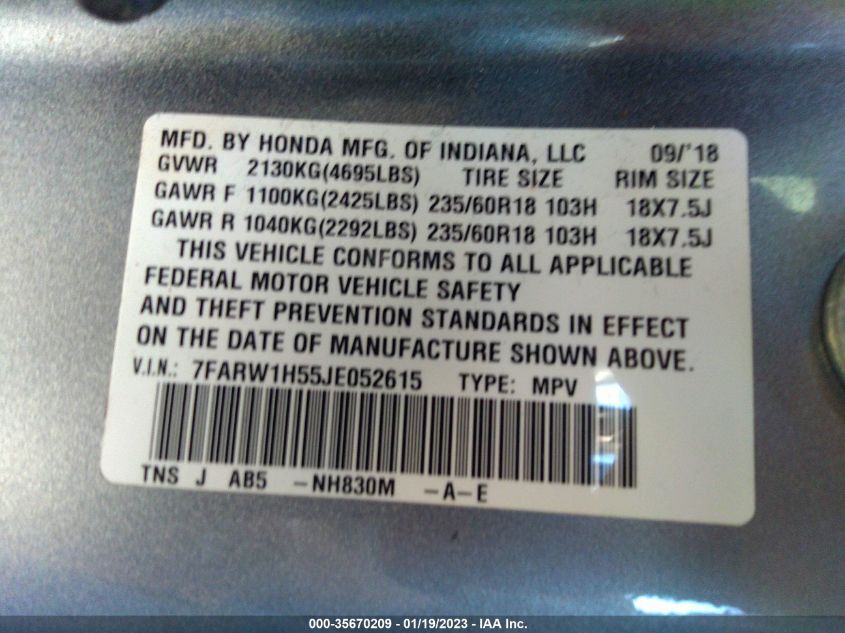 MFD. BY HONDA MFG. OF INDIANA, LLC 09/'18
GVWR 2130KG(4695LBS) TIRE SIZE RIM SIZE
GAWR F 1100KG(2425LBS) 235/60R18 103H 18X7.5J
GAWR R 1040KG(2292LBS) 235/60R18 103H 18X7.5J
THIS VEHICLE CONFORMS TO ALL APPLICABLE
FEDERAL MOTOR VEHICLE SAFETY
AND THEFT PREVENTION STANDARDS IN EFFECT
ON THE DATE OF MANUFACTURE SHOWN ABOVE.
V.I.N.: 7FARW1H55JE052615 TYPE: MPV
TNS J AB5 -NH830M -A-E
000-35670209 - 01/19/2023 - IAA Inc.